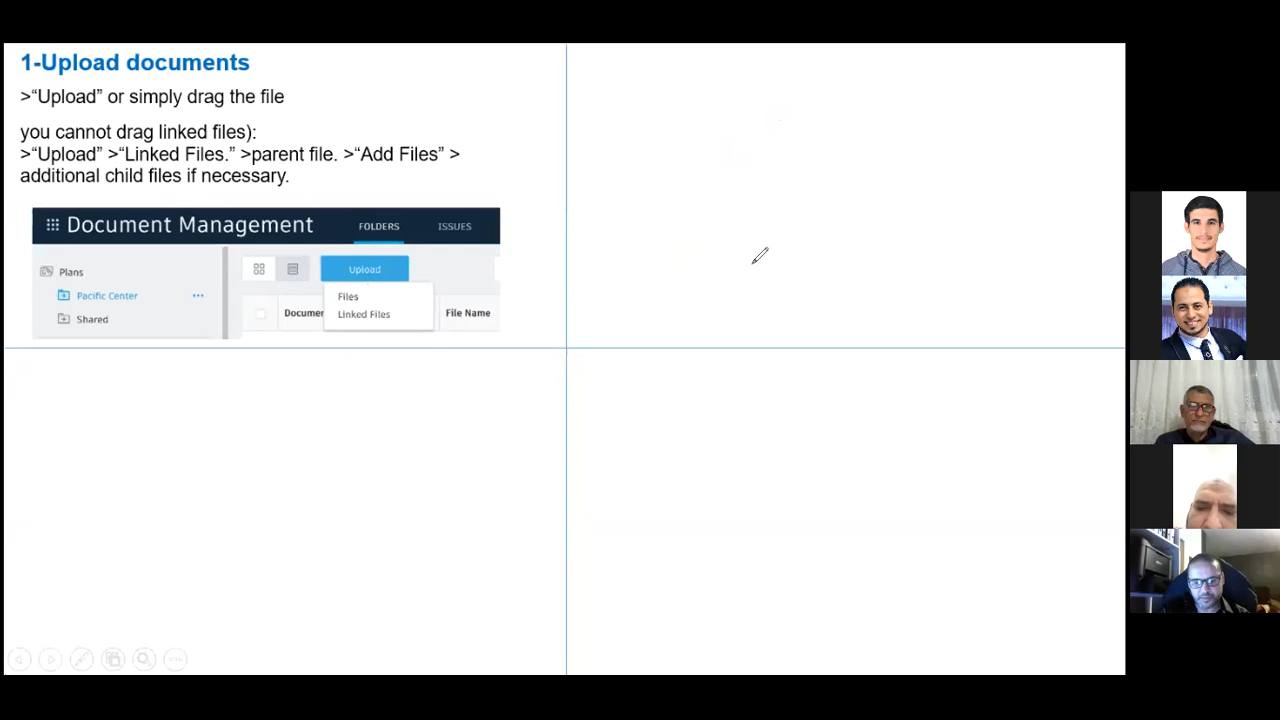 1-Upload documents
>“Upload” or simply drag the file
you cannot drag linked files):
>“Upload” >“Linked Files.” >parent file. >“Add Files” >
additional child files if necessary.
Document Management
FOLDERS
ISSUES
Plans
Upload
Pacific Center
Files
Shared
Documen
Linked Files
File Name